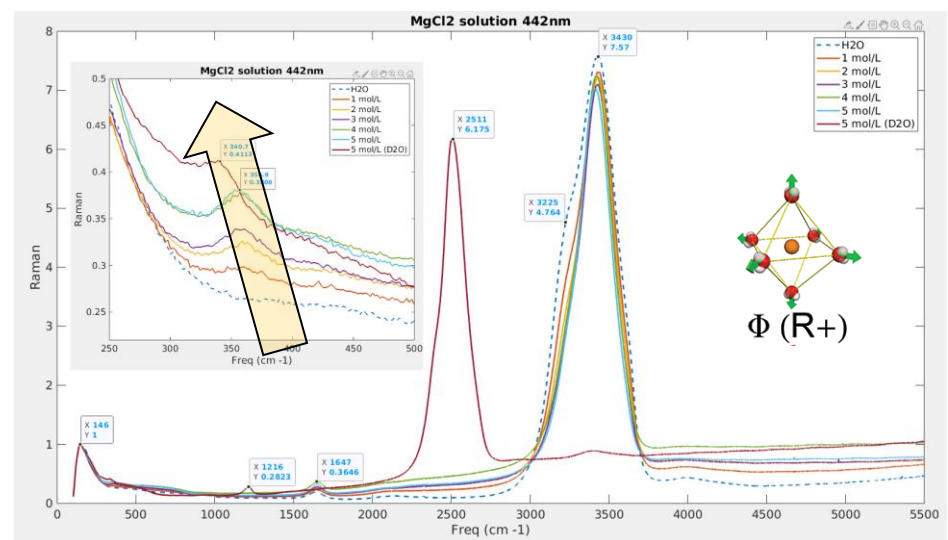 MgCl2 solution 442nm
8
7
6
5
4
3
2
1
0
Raman
0
500
1000
1500
2000
2500
3000
3500
4000
4500
5000
5500
Freq (cm -1)
X 146
Y 1
X 1216
Y 0.2823
X 1647
Y 0.3646
X 2511
Y 6.175
X 3225
Y 4.764
X 3430
Y 7.57
H2O
1 mol/L
2 mol/L
3 mol/L
4 mol/L
5 mol/L
5 mol/L (D2O)
Φ (R+)
MgCl2 solution 442nm
0.5
0.45
0.4
0.35
0.3
0.25
Raman
250
300
350
400
450
500
Freq (cm -1)
X 340.7
Y 0.4113
H2O
1 mol/L
2 mol/L
3 mol/L
4 mol/L
5 mol/L
5 mol/L (D2O)